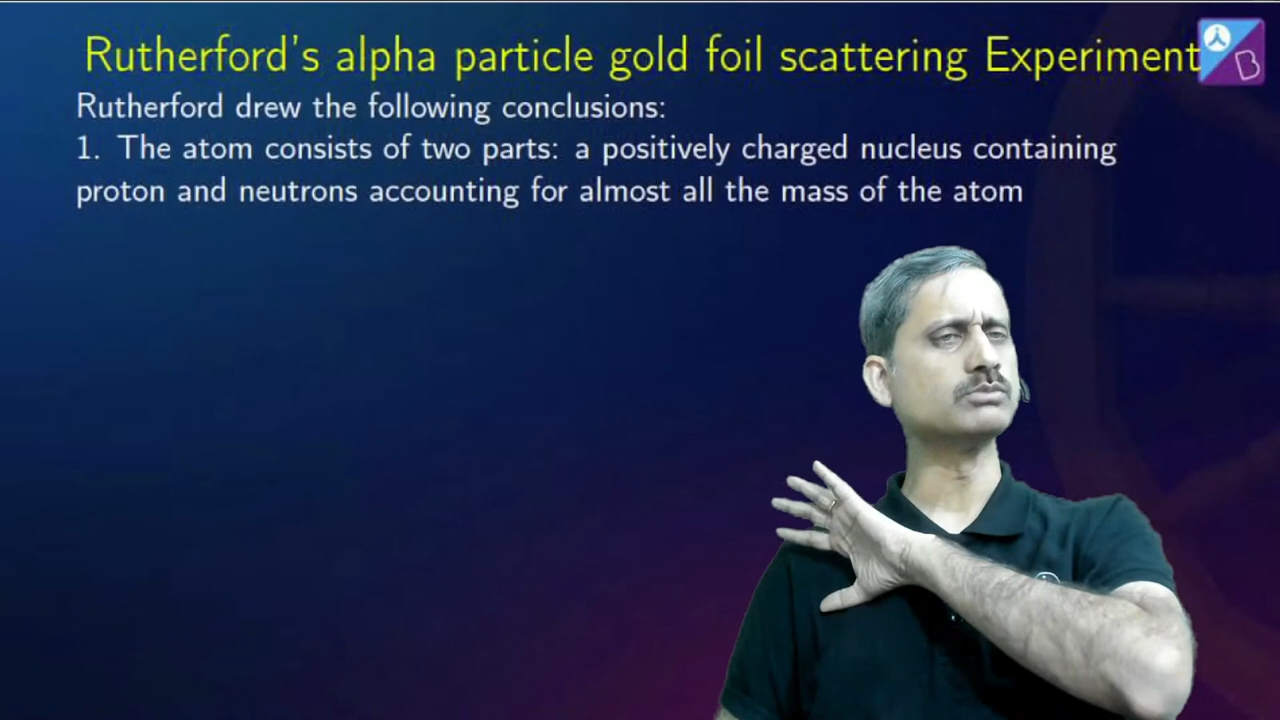 Rutherford's alpha particle gold foil scattering Experiment
Rutherford drew the following conclusions:
1. The atom consists of two parts: a positively charged nucleus containing
proton and neutrons accounting for almost all the mass of the atom
B